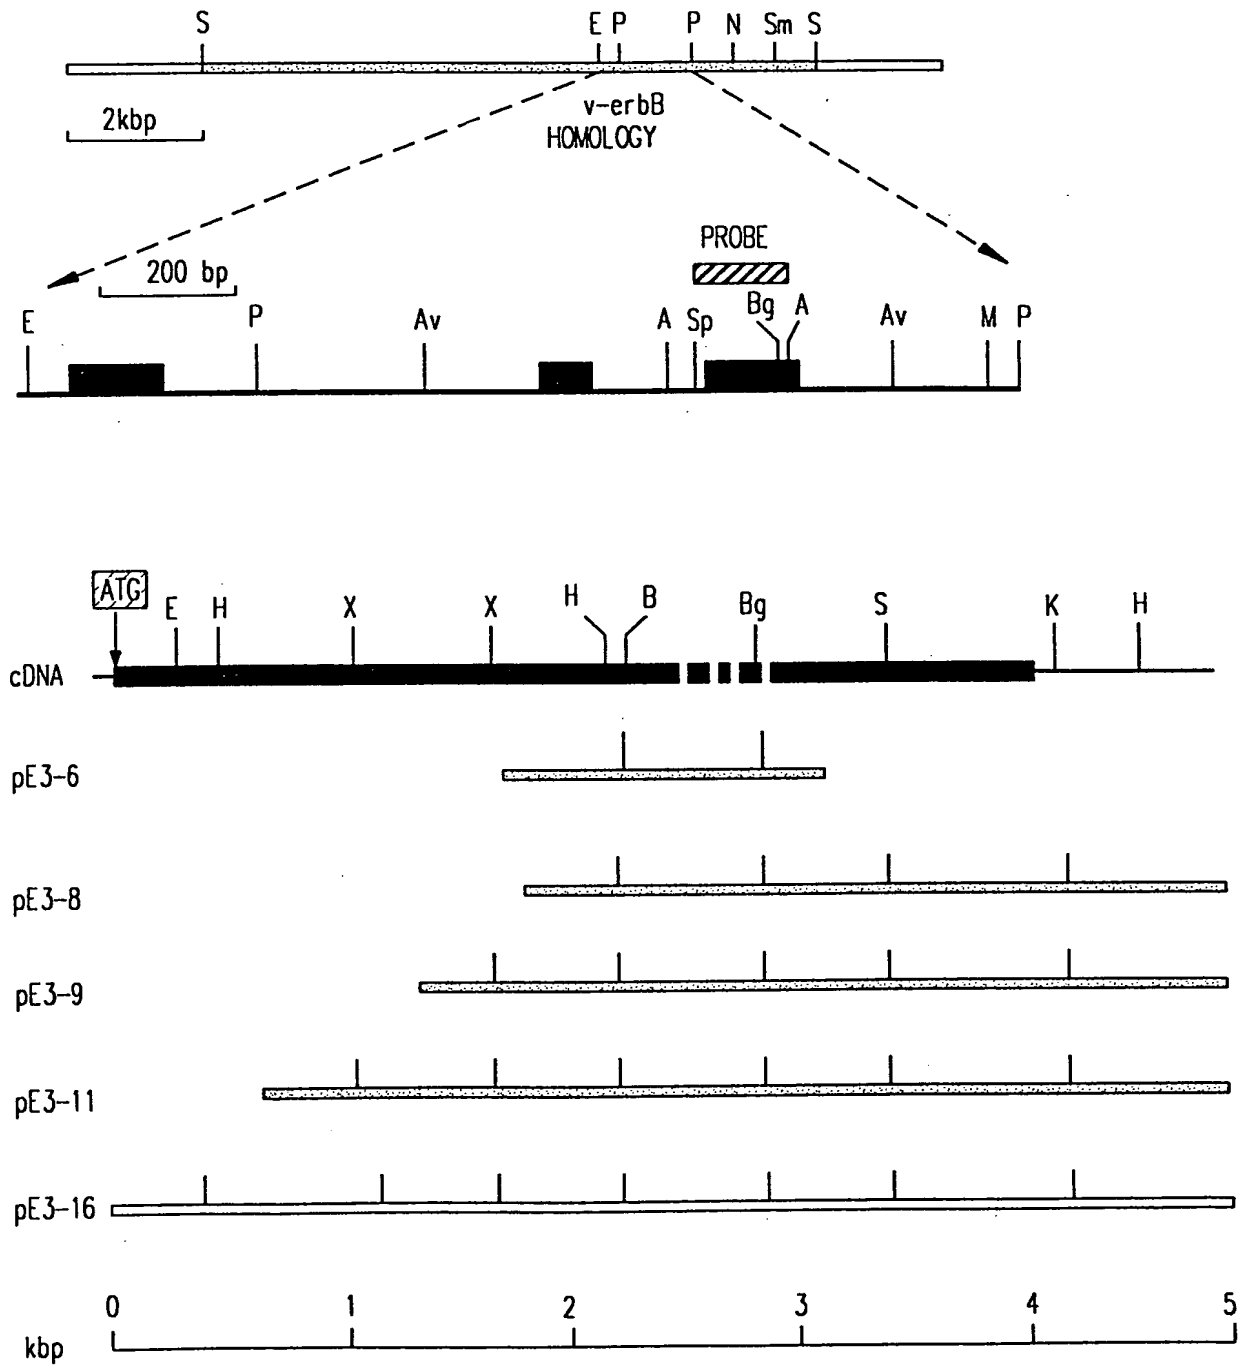 S E P P N Sm S
2kbp
v-erbB
HOMOLOGY
PROBE
200 bp
E P Av A Sp Bg A Av M P
ATG
E H X X H B Bg S K H
cDNA
pE3-6
pE3-8
pE3-9
pE3-11
pE3-16
0 1 2 3 4 5
kbp